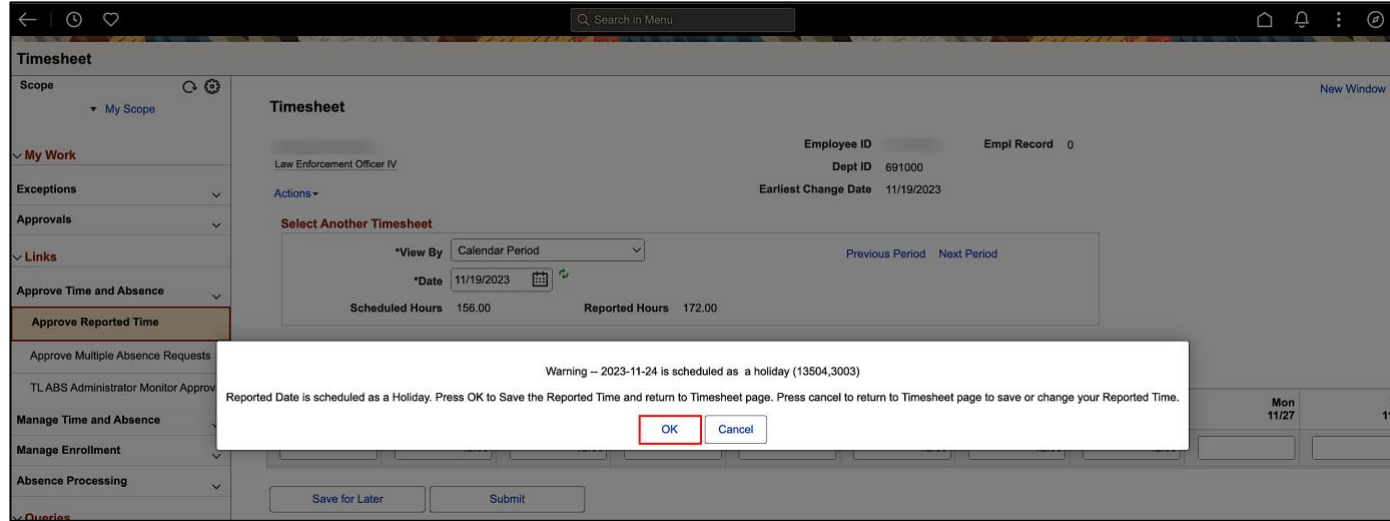 Search in Menu
Timesheet
Scope
My Scope
New Window
Timesheet
My Work
Law Enforcement Officer IV
Employee ID
Empl Record 0
Dept ID 691000
Earliest Change Date 11/19/2023
Exceptions
Actions
Approvals
Select Another Timesheet
Links
*View By Calendar Period
Previous Period Next Period
*Date 11/19/2023
Approve Time and Absence
Scheduled Hours 156.00 Reported Hours 172.00
Approve Reported Time
Approve Multiple Absence Requests
Warning -- 2023-11-24 is scheduled as a holiday (13504,3003)
TL ABS Administrator Monitor Approv
Reported Date is scheduled as a Holiday. Press OK to Save the Reported Time and return to Timesheet page. Press cancel to return to Timesheet page to save or change your Reported Time.
Mon
11/27
OK Cancel
Manage Time and Absence
Manage Enrollment
Absence Processing
Save for Later Submit
Queries